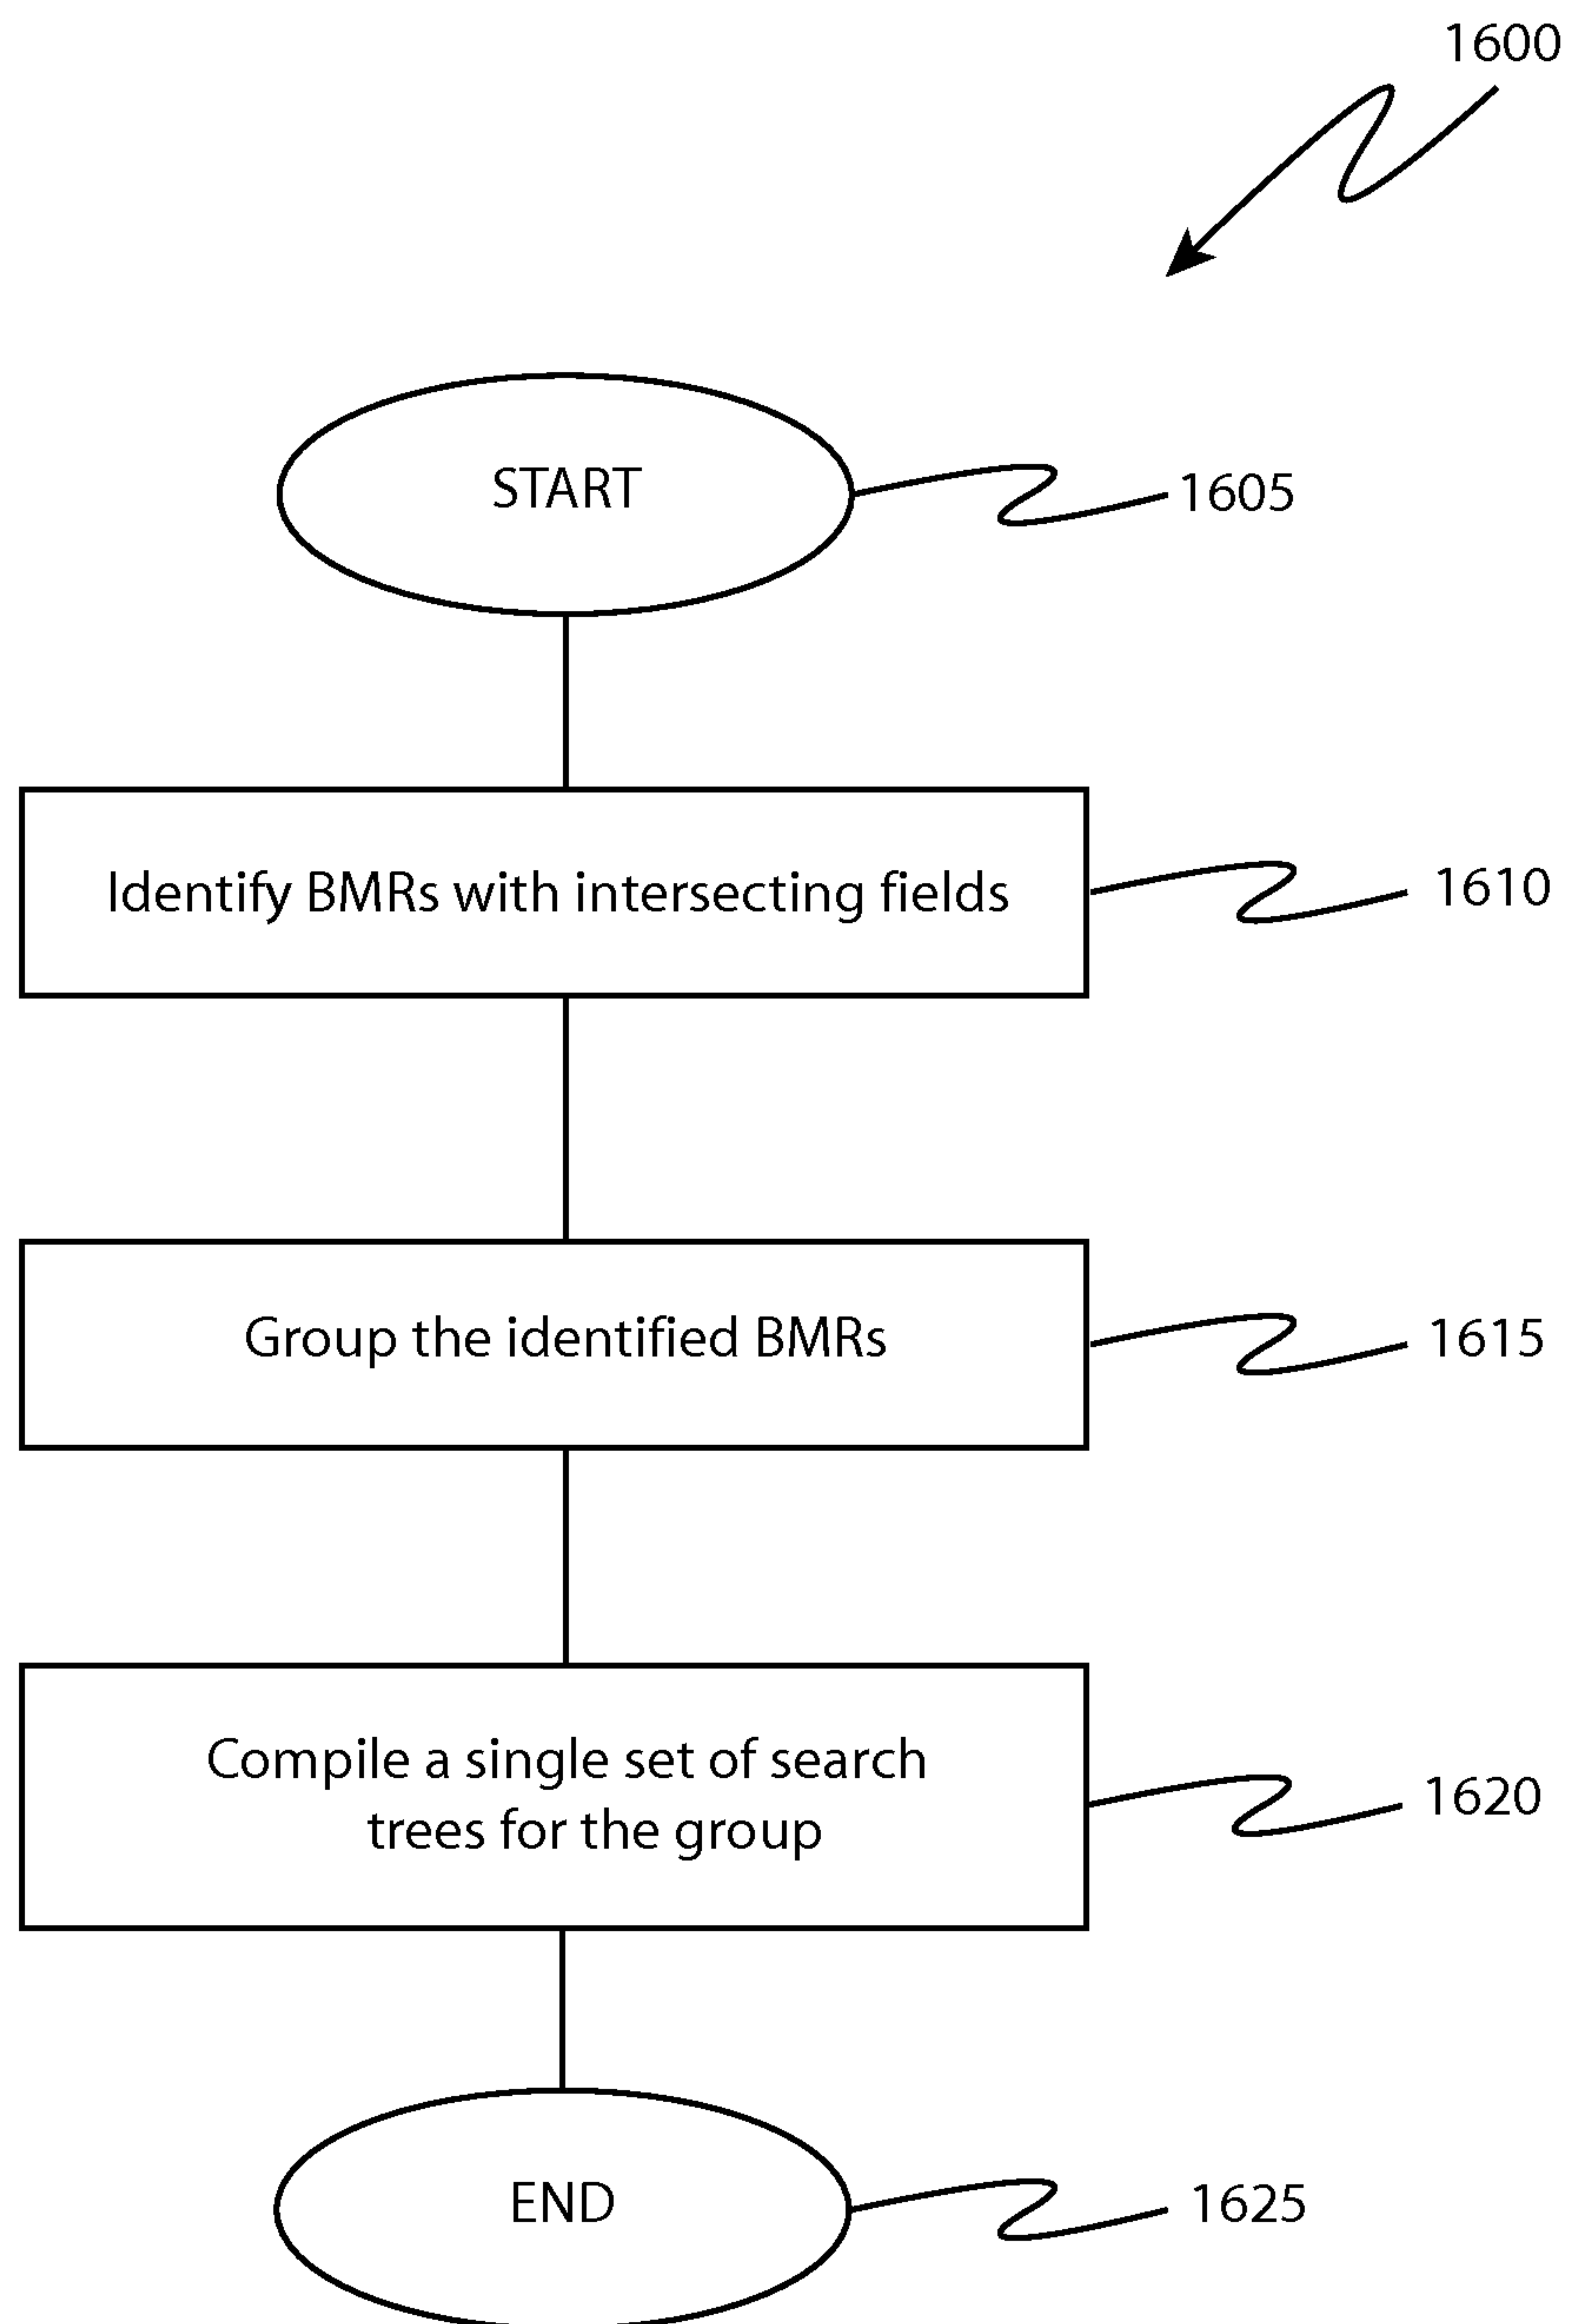 1600
START
1605
Identify BMRs with intersecting fields
1610
Group the identified BMRs
1615
Compile a single set of search
trees for the group
1620
END
1625